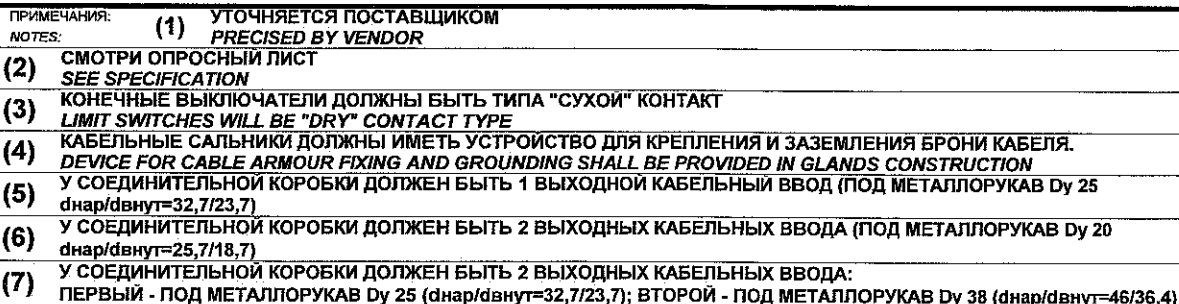 ПРИМЕЧАНИЯ: (1) УТОЧНЯЕТСЯ ПОСТАВЩИКОМ
NOTES: PRECISED BY VENDOR
(2) СМОТРИ ОПРОСНЫЙ ЛИСТ
SEE SPECIFICATION
(3) КОНЕЧНЫЕ ВЫКЛЮЧАТЕЛИ ДОЛЖНЫ БЫТЬ ТИПА "СУХОЙ" КОНТАКТ
LIMIT SWITCHES WILL BE "DRY" CONTACT TYPE
(4) КАБЕЛЬНЫЕ САЛЬНИКИ ДОЛЖНЫ ИМЕТЬ УСТРОЙСТВО ДЛЯ КРЕПЛЕНИЯ И ЗАЗЕМЛЕНИЯ БРОНИ КАБЕЛЯ.
DEVICE FOR CABLE ARMOUR FIXING AND GROUNDING SHALL BE PROVIDED IN GLANDS CONSTRUCTION
(5) У СОЕДИНИТЕЛЬНОЙ КОРОБКИ ДОЛЖЕН БЫТЬ 1 ВЫХОДНОЙ КАБЕЛЬНЫЙ ВВОД (ПОД МЕТАЛЛОРУКАВ Dy 25
dнар/dвнут=32,7/23,7)
(6) У СОЕДИНИТЕЛЬНОЙ КОРОБКИ ДОЛЖЕН БЫТЬ 2 ВЫХОДНЫХ КАБЕЛЬНЫХ ВВОДА (ПОД МЕТАЛЛОРУКАВ Dy 20
dнар/dвнут=25,7/18,7)
(7) У СОЕДИНИТЕЛЬНОЙ КОРОБКИ ДОЛЖЕН БЫТЬ 2 ВЫХОДНЫХ КАБЕЛЬНЫХ ВВОДА:
ПЕРВЫЙ - ПОД МЕТАЛЛОРУКАВ Dy 25 (dнар/dвнут=32,7/23,7); ВТОРОЙ - ПОД МЕТАЛЛОРУКАВ Dy 38 (dнар/dвнут=46/36,4)